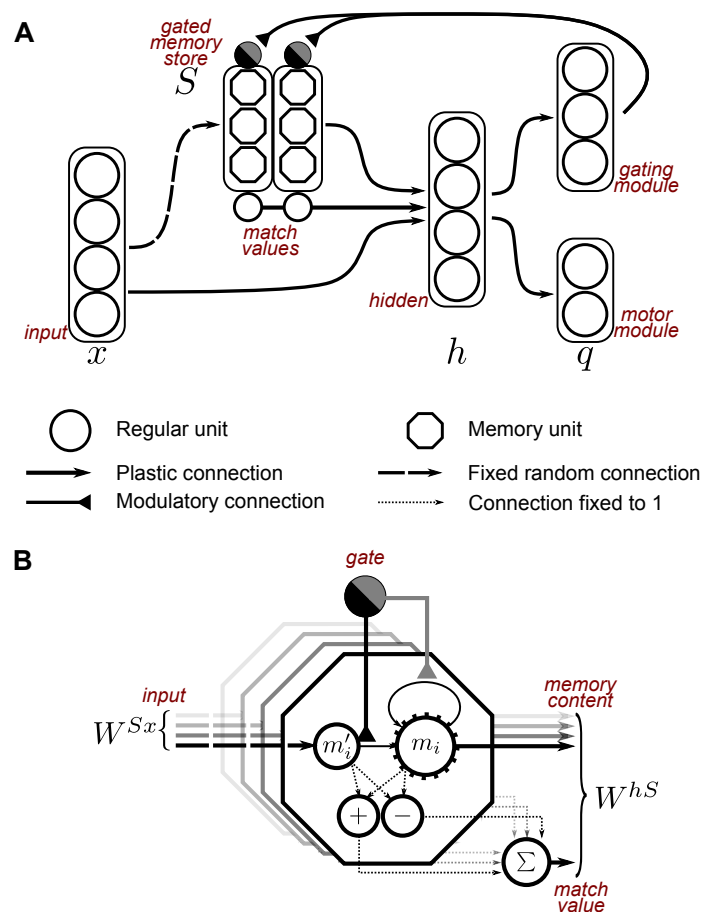 A
gated
memory
store
S
match
values
input
x
hidden
h
gating
module
motor
module
q
Regular unit
Memory unit
Plastic connection
Fixed random connection
Modulatory connection
Connection fixed to 1
B
gate
input
W^{Sx}
m'_i
m_i
+
−
Σ
memory
content
W^{hS}
match
value